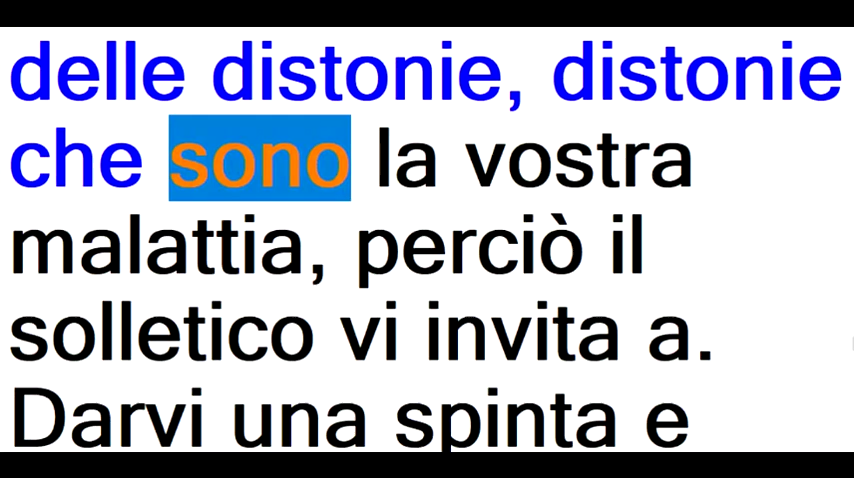 delle distonie, distonie
che sono la vostra
malattia, perciò il
solletico vi invita a.
Darvi una spinta e